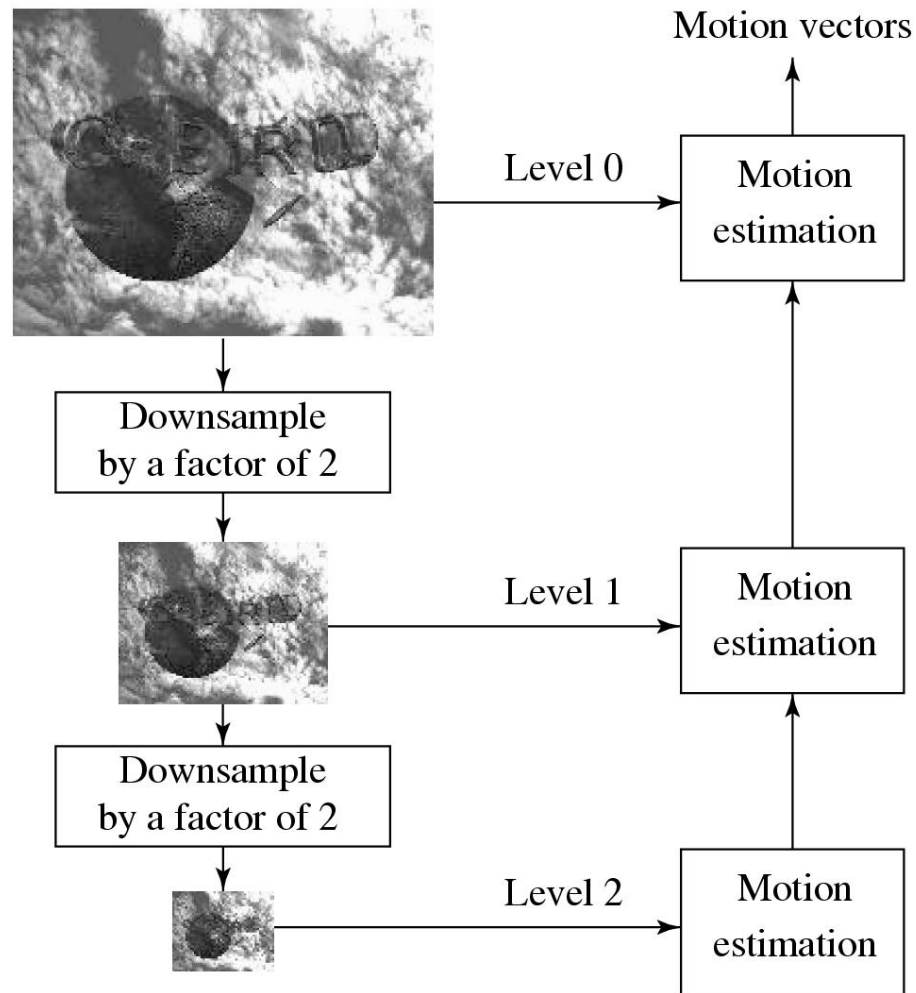 Motion vectors
C-BIRD
Level 0
Motion
estimation
Downsample
by a factor of 2
Level 1
Motion
estimation
Downsample
by a factor of 2
Level 2
Motion
estimation